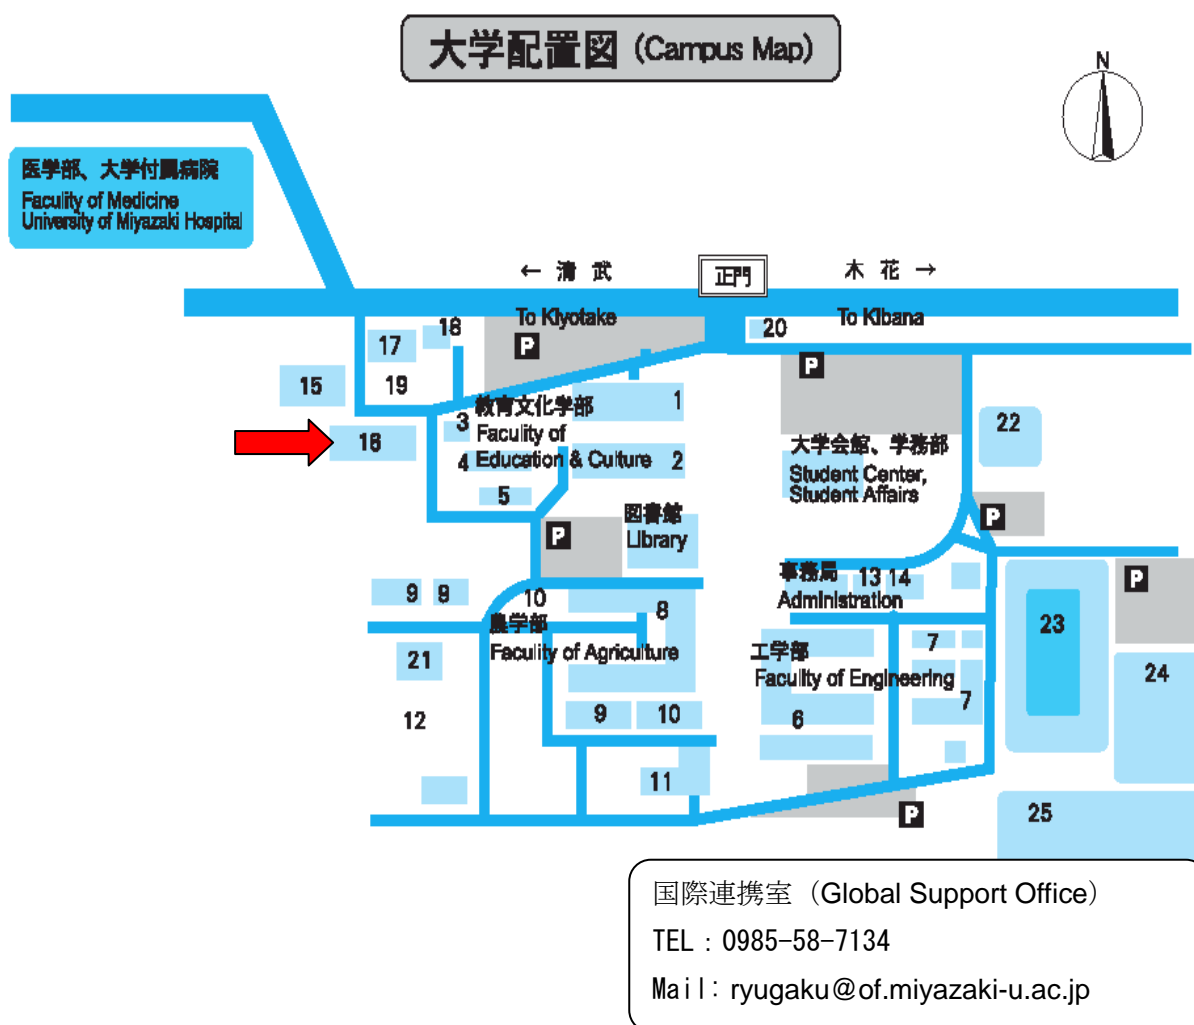 大学配置図 (Campus Map)
N
医学部、大学付属病院
Faculity of Medicine
University of Miyazaki Hospital
← 清 武
正門
木 花 →
To Kiyotake
To Kibana
18
20
17
P
P
15
19
教育文化学部
1
3
Faculity of
16
22
大学会館、学務部
4
Education & Culture
2
Student Center,
Student Affairs
5
図書館
P
P
Library
事務局
13
14
P
9
9
10
Administration
8
農学部
23
工学部
7
Faculity of Agriculture
21
Faculity of Engineering
24
7
12
9
10
6
11
25
P
国際連携室（Global Support Office）
TEL：0985-58-7134
Mail: ryugaku@of.miyazaki-u.ac.jp